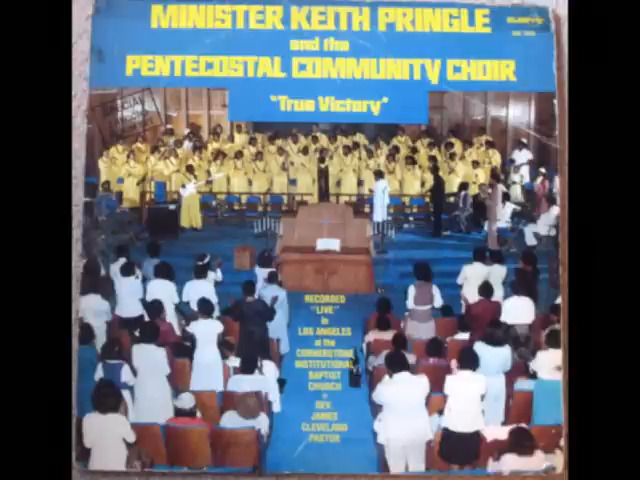 MINISTER KEITH PRINGLE
and the
PENTECOSTAL COMMUNITY CHOIR
"True Victory"
SPECIAL
RECORDED
"LIVE"
in
LOS ANGELES
at the
CORNERSTONE
INSTITUTIONAL
BAPTIST
CHURCH
REV.
JAMES
CLEVELAND
PASTOR